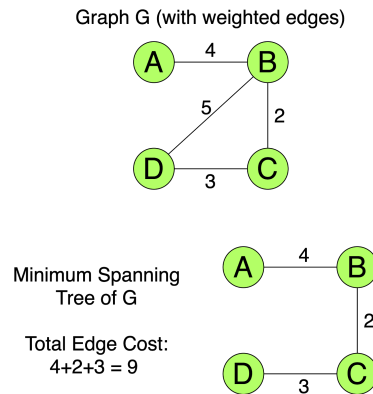 Graph G (with weighted edges)
A 4 B
5 2
D 3 C
A 4 B
Minimum Spanning
Tree of G
2
Total Edge Cost:
4+2+3 = 9
D 3 C